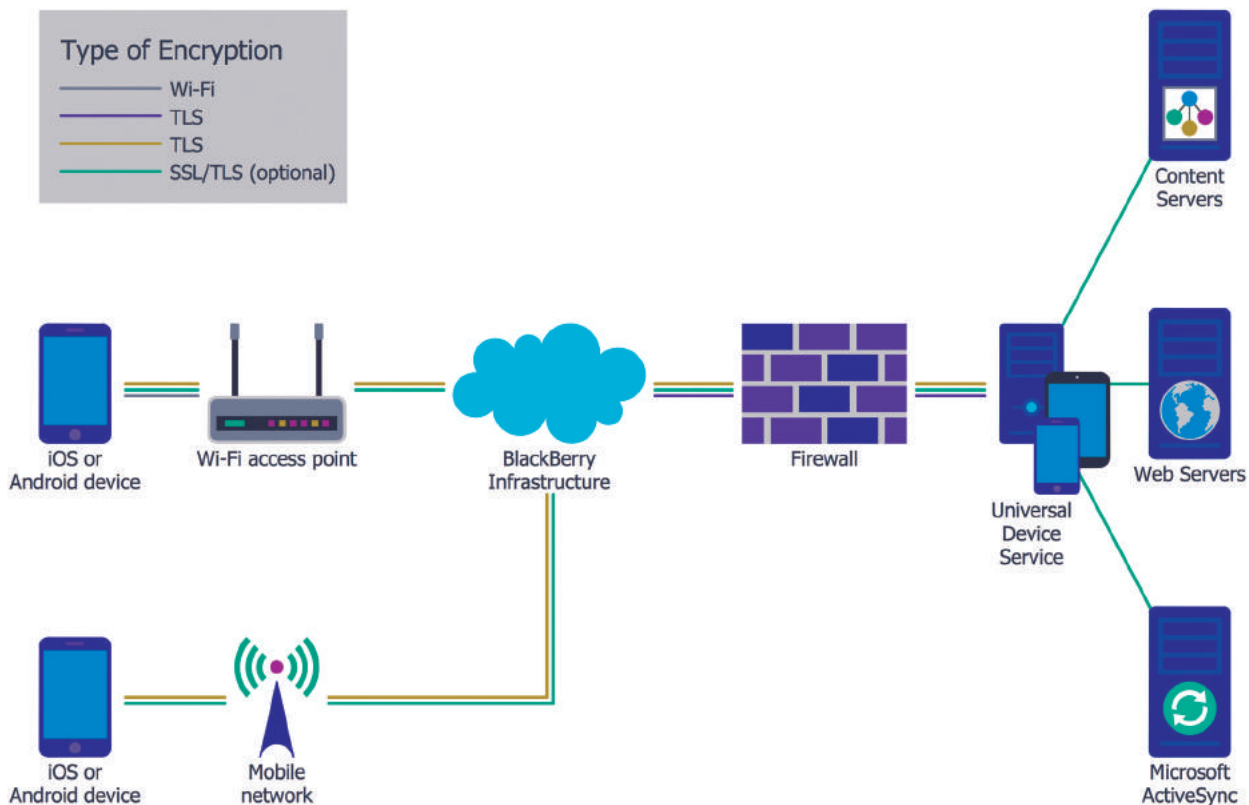 Type of Encryption
Wi-Fi
TLS
TLS
SSL/TLS (optional)
Content
Servers
iOS or
Android device
Wi-Fi access point
BlackBerry
Infrastructure
Firewall
Universal
Device
Service
Web Servers
iOS or
Android device
Mobile
network
Microsoft
ActiveSync